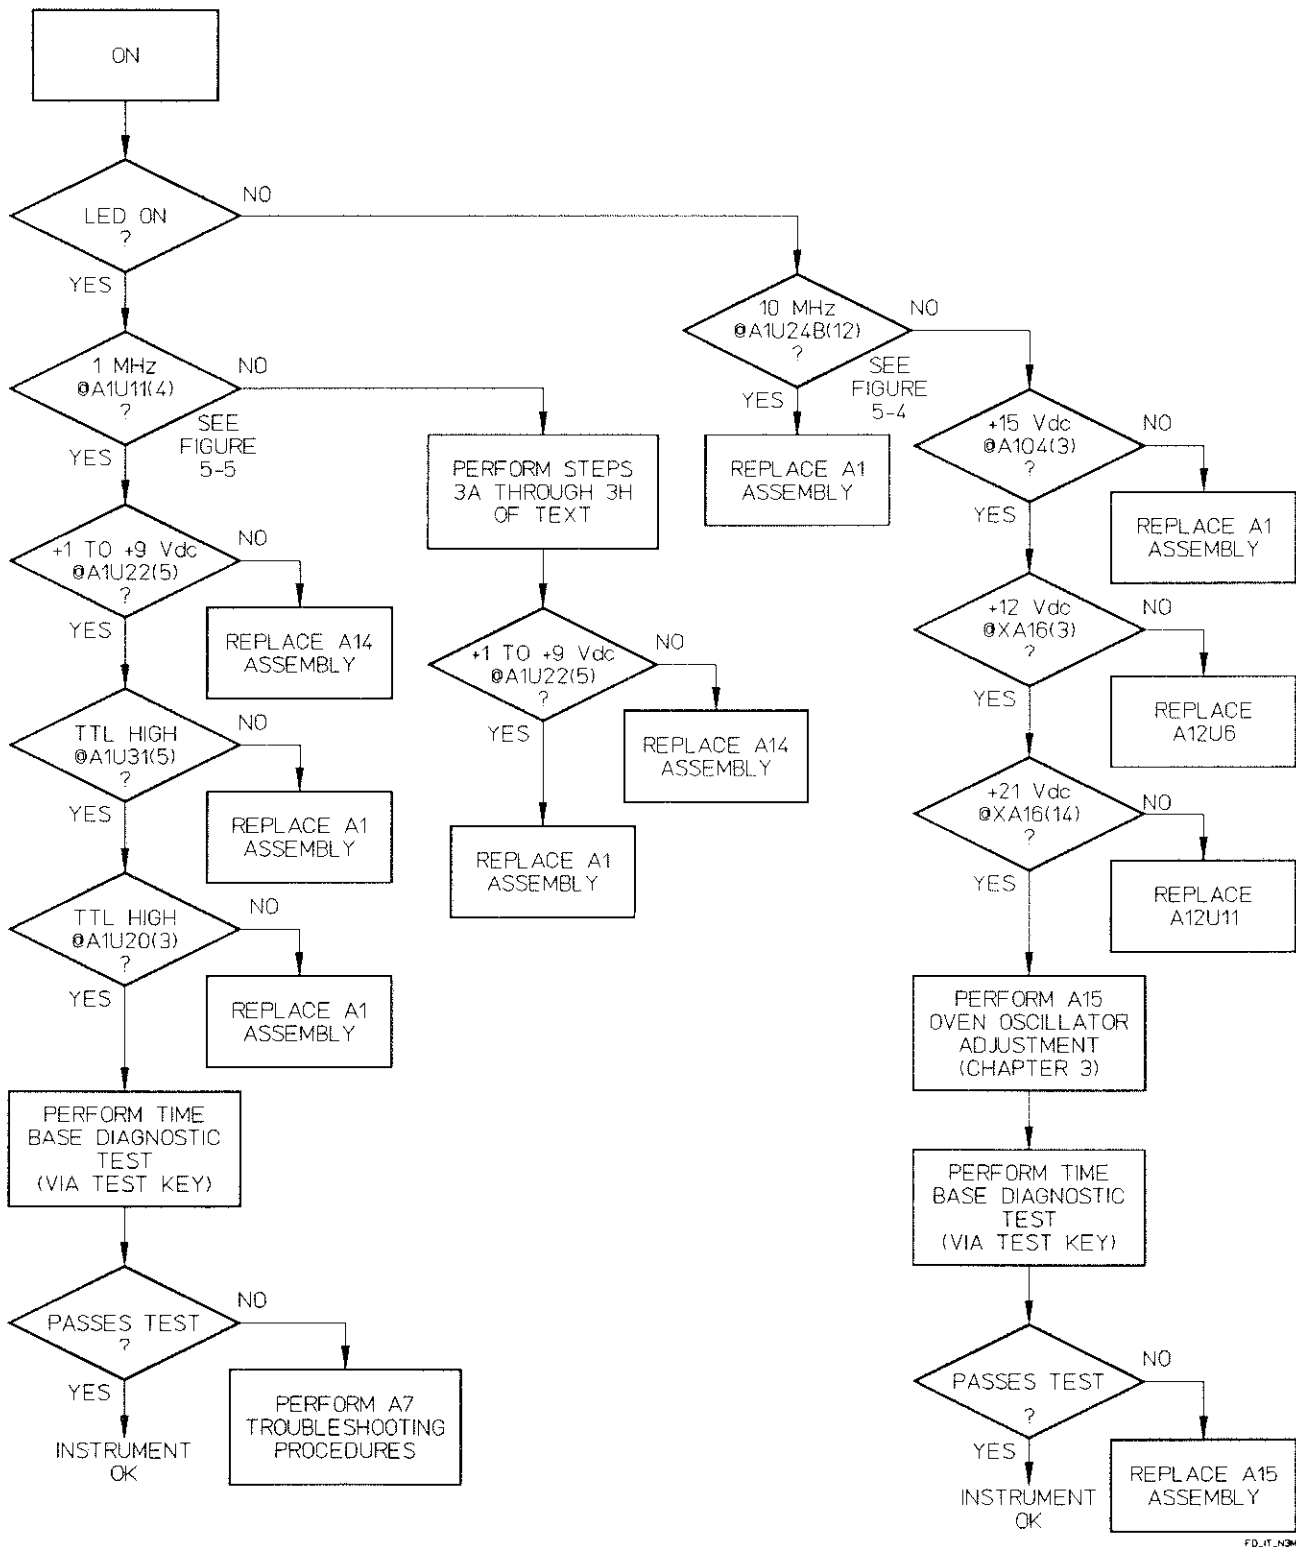 ON
LED ON
?
NO
YES
1 MHz
@A1U11(4)
?
NO
YES
SEE
FIGURE
5-5
+1 TO +9 Vdc
@A1U22(5)
?
NO
YES
REPLACE A14
ASSEMBLY
TTL HIGH
@A1U31(5)
?
NO
YES
REPLACE A1
ASSEMBLY
TTL HIGH
@A1U20(3)
?
NO
YES
REPLACE A1
ASSEMBLY
PERFORM TIME
BASE DIAGNOSTIC
TEST
(VIA TEST KEY)
PASSES TEST
?
NO
YES
INSTRUMENT
OK
PERFORM A7
TROUBLESHOOTING
PROCEDURES
PERFORM STEPS
3A THROUGH 3H
OF TEXT
+1 TO +9 Vdc
@A1U22(5)
?
NO
YES
REPLACE A14
ASSEMBLY
REPLACE A1
ASSEMBLY
10 MHz
@A1U24B(12)
?
NO
YES
SEE
FIGURE
5-4
REPLACE A1
ASSEMBLY
+15 Vdc
@A1Q4(3)
?
NO
YES
REPLACE A1
ASSEMBLY
+12 Vdc
@XA16(3)
?
NO
YES
REPLACE
A12U6
+21 Vdc
@XA16(14)
?
NO
YES
REPLACE
A12U11
PERFORM A15
OVEN OSCILLATOR
ADJUSTMENT
(CHAPTER 3)
PERFORM TIME
BASE DIAGNOSTIC
TEST
(VIA TEST KEY)
PASSES TEST
?
NO
YES
INSTRUMENT
OK
REPLACE A15
ASSEMBLY